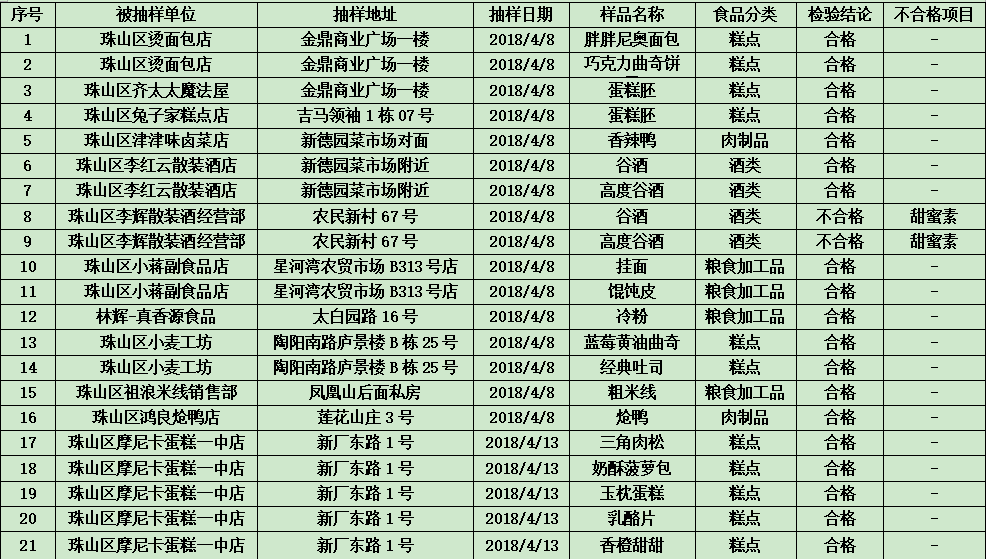 序号 被抽样单位 抽样地址 抽样日期 样品名称 食品分类 检验结论 不合格项目
1 珠山区烫面包店 金鼎商业广场一楼 2018/4/8 胖胖尼奥面包 糕点 合格 -
2 珠山区烫面包店 金鼎商业广场一楼 2018/4/8 巧克力曲奇饼 糕点 合格 -
3 珠山区齐太太魔法屋 金鼎商业广场一楼 2018/4/8 蛋糕胚 糕点 合格 -
4 珠山区兔子家糕点店 吉马领袖1栋07号 2018/4/8 蛋糕胚 糕点 合格 -
5 珠山区津津味卤菜店 新德园菜市场对面 2018/4/8 香辣鸭 肉制品 合格 -
6 珠山区李红云散装酒店 新德园菜市场附近 2018/4/8 谷酒 酒类 合格 -
7 珠山区李红云散装酒店 新德园菜市场附近 2018/4/8 高度谷酒 酒类 合格 -
8 珠山区李辉散装酒经营部 农民新村67号 2018/4/8 谷酒 酒类 不合格 甜蜜素
9 珠山区李辉散装酒经营部 农民新村67号 2018/4/8 高度谷酒 酒类 不合格 甜蜜素
10 珠山区小蒋副食品店 星河湾农贸市场B313号店 2018/4/8 挂面 粮食加工品 合格 -
11 珠山区小蒋副食品店 星河湾农贸市场B313号店 2018/4/8 馄饨皮 粮食加工品 合格 -
12 林辉-真香源食品 太白园路16号 2018/4/8 冷粉 粮食加工品 合格 -
13 珠山区小麦工坊 陶阳南路庐景楼B栋25号 2018/4/8 蓝莓黄油曲奇 糕点 合格 -
14 珠山区小麦工坊 陶阳南路庐景楼B栋25号 2018/4/8 经典吐司 糕点 合格 -
15 珠山区祖浪米线销售部 凤凰山后面私房 2018/4/8 粗米线 粮食加工品 合格 -
16 珠山区鸿良炝鸭店 莲花山庄3号 2018/4/8 炝鸭 肉制品 合格 -
17 珠山区摩尼卡蛋糕一中店 新厂东路1号 2018/4/13 三角肉松 糕点 合格 -
18 珠山区摩尼卡蛋糕一中店 新厂东路1号 2018/4/13 奶酥菠萝包 糕点 合格 -
19 珠山区摩尼卡蛋糕一中店 新厂东路1号 2018/4/13 玉枕蛋糕 糕点 合格 -
20 珠山区摩尼卡蛋糕一中店 新厂东路1号 2018/4/13 乳酪片 糕点 合格 -
21 珠山区摩尼卡蛋糕一中店 新厂东路1号 2018/4/13 香橙甜甜 糕点 合格 -